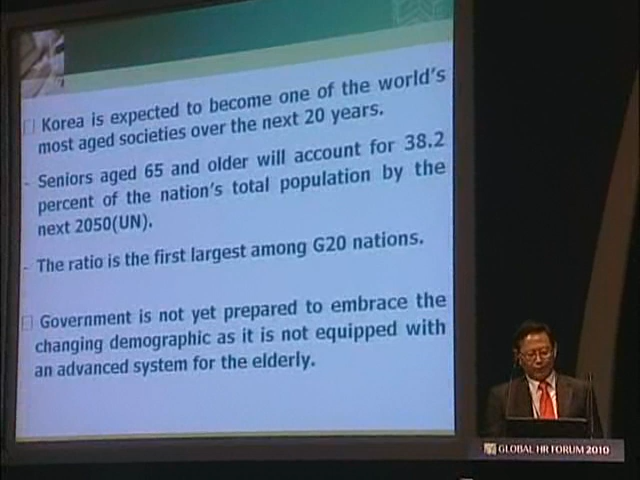 Korea is expected to become one of the world's
most aged societies over the next 20 years.
- Seniors aged 65 and older will account for 38.2
percent of the nation's total population by the
next 2050(UN).
- The ratio is the first largest among G20 nations.
Government is not yet prepared to embrace the
changing demographic as it is not equipped with
an advanced system for the elderly.
GLOBAL HR FORUM 2010